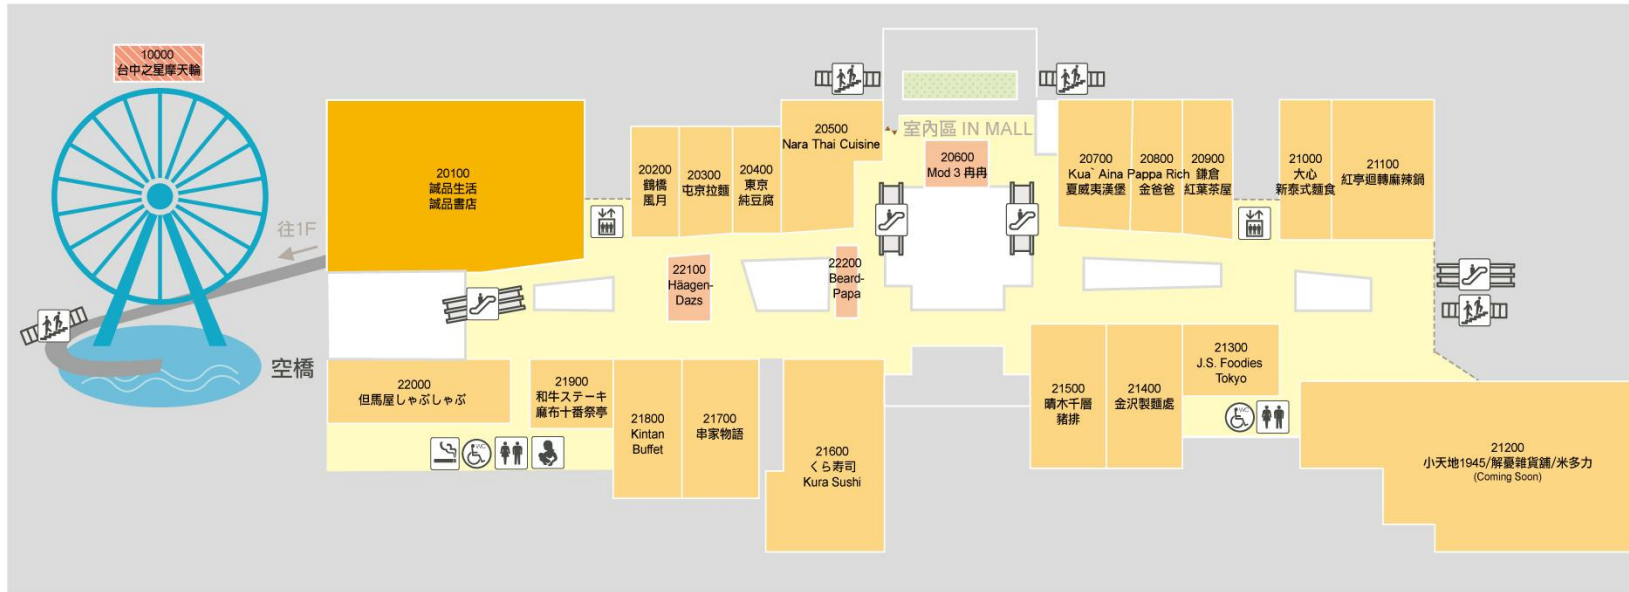 10000
台中之星摩天輪
往1F
空橋
20100
誠品生活
誠品書店
20200
鶴橋
風月
20300
屯京拉麵
20400
東京
純豆腐
20500
Nara Thai Cuisine
室內區 IN MALL
20600
Mod 3 冉冉
20700
Kua` Aina
夏威夷漢堡
20800
Pappa Rich
金爸爸
20900
鎌倉
紅葉茶屋
21000
大心
新泰式麵食
21100
紅亭迴轉麻辣鍋
22100
Häagen-
Dazs
22200
Beard-
Papa
22000
但馬屋しゃぶしゃぶ
21900
和牛ステーキ
麻布十番祭亭
21800
Kintan
Buffet
21700
串家物語
21600
くら寿司
Kura Sushi
21500
晴木千層
豬排
21400
金沢製麵處
21300
J.S. Foodies
Tokyo
21200
小天地1945/解憂雜貨舖/米多力
(Coming Soon)
WC
WC